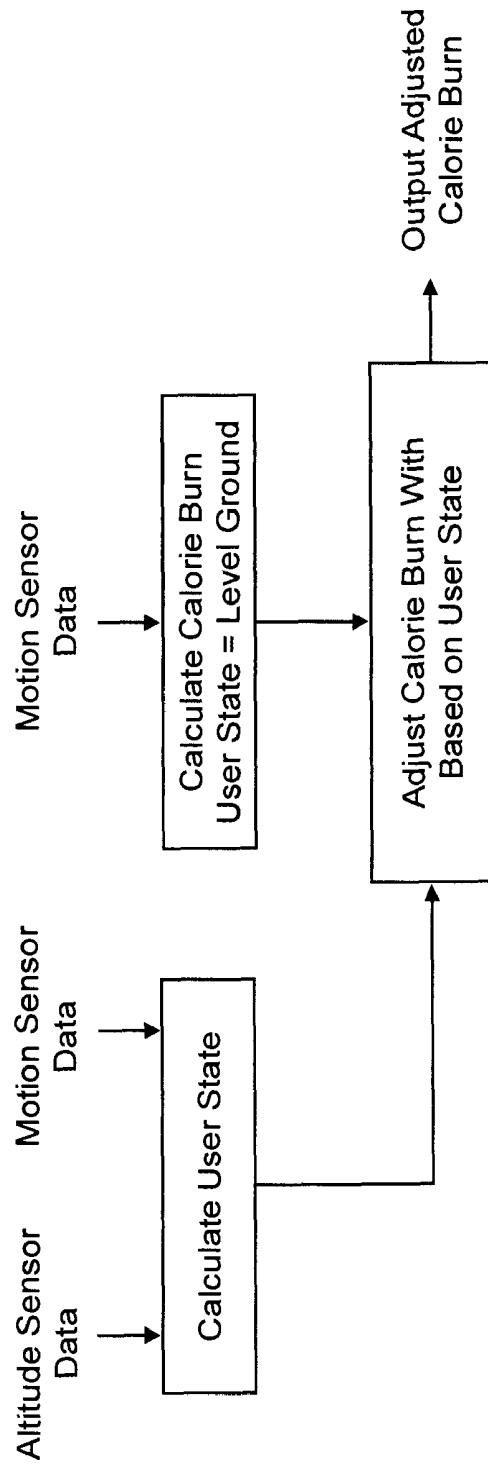 Altitude Sensor
Data
Motion Sensor
Data
Motion Sensor
Data
Calculate User State
Calculate Calorie Burn
User State = Level Ground
Adjust Calorie Burn With
Based on User State
Output Adjusted
Calorie Burn